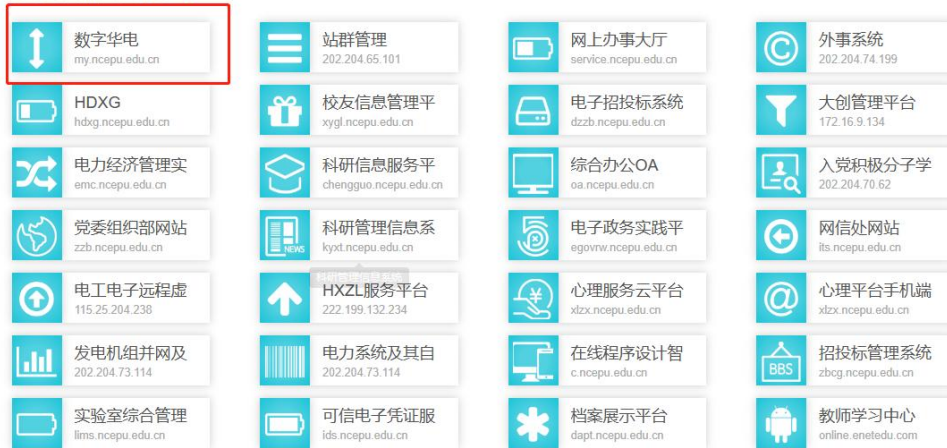 数字华电
my.ncepu.edu.cn
站群管理
202.204.65.101
网上办事大厅
service.ncepu.edu.cn
外事系统
202.204.74.199
HDXG
hdxg.ncepu.edu.cn
校友信息管理平
xygl.ncepu.edu.cn
电子招投标系统
dzzb.ncepu.edu.cn
大创管理平台
172.16.9.134
电力经济管理实
emc.ncepu.edu.cn
科研信息服务平
chengguo.ncepu.edu.cn
综合办公OA
oa.ncepu.edu.cn
入党积极分子学
202.204.70.62
党委组织部网站
zzb.ncepu.edu.cn
NEWS
科研管理信息系
kyxt.ncepu.edu.cn
电子政务实践平
egovrw.ncepu.edu.cn
网信处网站
its.ncepu.edu.cn
科研管理信息系统
电工电子远程虚
115.25.204.238
HXZL服务平台
222.199.132.234
心理服务云平台
xlzx.ncepu.edu.cn
心理平台手机端
xlzx.ncepu.edu.cn
发电机组并网及
202.204.73.114
电力系统及其自
202.204.73.114
在线程序设计智
c.ncepu.edu.cn
BBS
招投标管理系统
zbcg.ncepu.edu.cn
实验室综合管理
lims.ncepu.edu.cn
可信电子凭证服
ids.ncepu.edu.cn
档案展示平台
dapt.ncepu.edu.cn
教师学习中心
online.enetedu.com